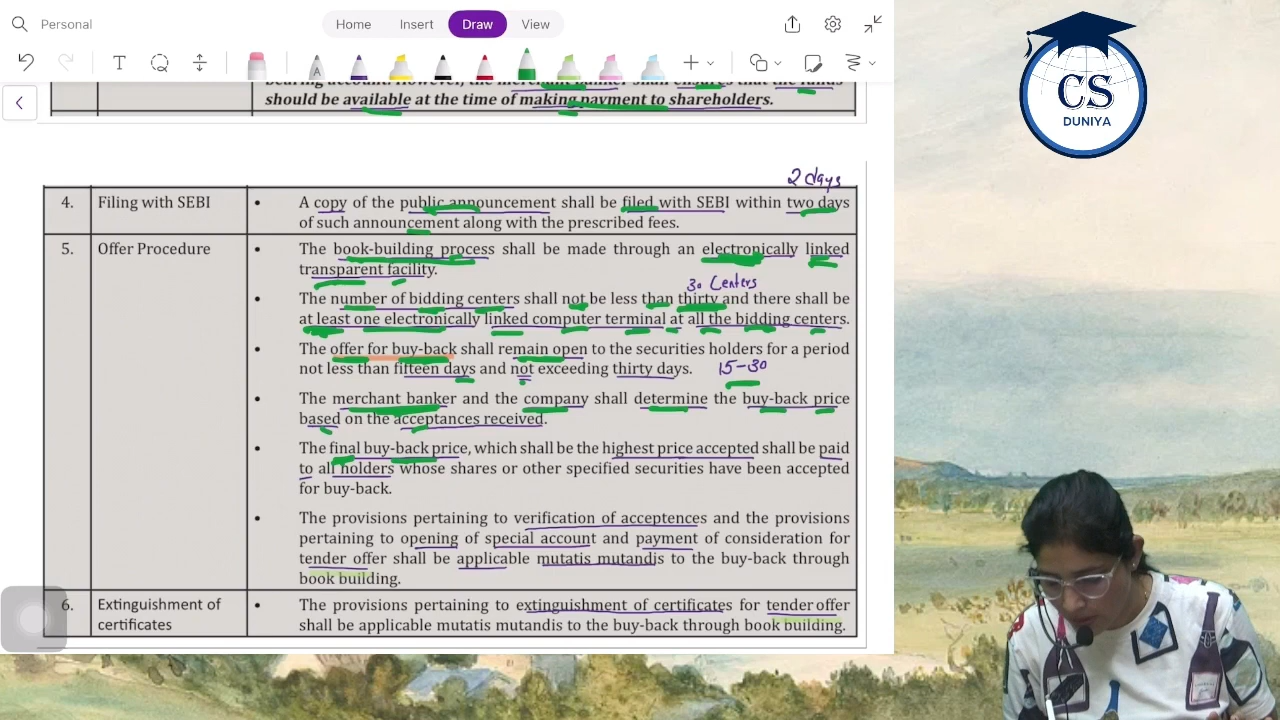 Personal
Home Insert Draw View
should be available at the time of making payment to shareholders.
2 days
4. Filing with SEBI • A copy of the public announcement shall be filed with SEBI within two days
of such announcement along with the prescribed fees.
5. Offer Procedure • The book-building process shall be made through an electronically linked
transparent facility.
30 Centers
• The number of bidding centers shall not be less than thirty and there shall be
at least one electronically linked computer terminal at all the bidding centers.
• The offer for buy-back shall remain open to the securities holders for a period
not less than fifteen days and not exceeding thirty days. 15-30
• The merchant banker and the company shall determine the buy-back price
based on the acceptances received.
• The final buy-back price, which shall be the highest price accepted shall be paid
to all holders whose shares or other specified securities have been accepted
for buy-back.
• The provisions pertaining to verification of acceptences and the provisions
pertaining to opening of special account and payment of consideration for
tender offer shall be applicable mutatis mutandis to the buy-back through
book building.
6. Extinguishment of certificates • The provisions pertaining to extinguishment of certificates for tender offer
shall be applicable mutatis mutandis to the buy-back through book building.
CS
DUNIYA